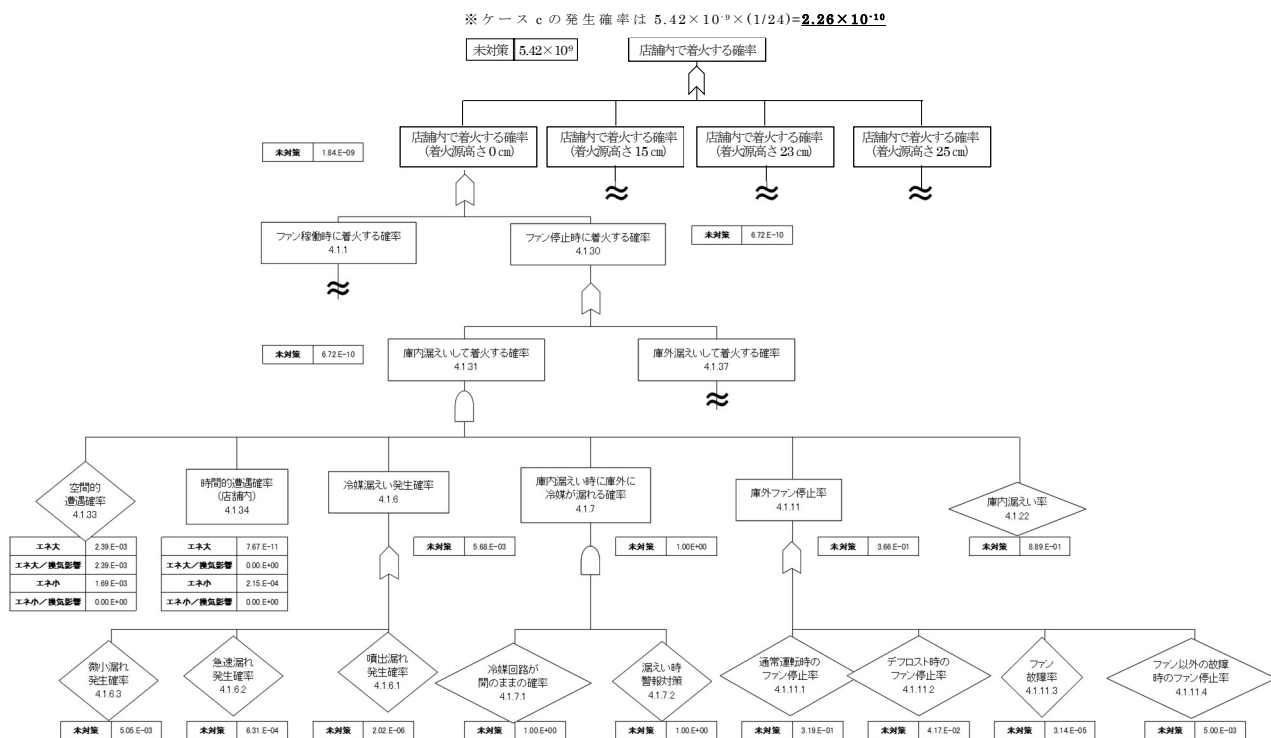 ※ケース c の発生確率は 5.42×10⁻⁹×(1/24)=2.26×10⁻¹⁰
未対策 5.42×10⁹
店舗内で着火する確率
店舗内で着火する確率
(着火源高さ 0 cm)
店舗内で着火する確率
(着火源高さ 15 cm)
店舗内で着火する確率
(着火源高さ 23 cm)
店舗内で着火する確率
(着火源高さ 25 cm)
未対策 1.84.E-09
ファン稼働時に着火する確率
4.1.1
ファン停止時に着火する確率
4.1.30
未対策 6.72.E-10
未対策 6.72.E-10
庫内漏えいして着火する確率
4.1.31
庫外漏えいして着火する確率
4.1.37
空間的
遭遇確率
4.1.33
時間的遭遇確率
(店舗内)
4.1.34
冷媒漏えい発生確率
4.1.6
庫内漏えい時に庫外に
冷媒が漏れる確率
4.1.7
庫外ファン停止率
4.1.11
庫内漏えい率
4.1.22
エネ大 2.39.E-03
エネ大／換気影響 2.39.E-03
エネ小 1.69.E-03
エネ小／換気影響 0.00.E+00
エネ大 7.67.E-11
エネ大／換気影響 0.00.E+00
エネ小 2.15.E-04
エネ小／換気影響 0.00.E+00
未対策 5.68.E-03
未対策 1.00E+00
未対策 3.66.E-01
未対策 8.89.E-01
微小漏れ
発生確率
4.1.6.3
急速漏れ
発生確率
4.1.6.2
噴出漏れ
発生確率
4.1.6.1
冷媒回路が
開のままの確率
4.1.7.1
漏えい時
警報対策
4.1.7.2
通常運転時の
ファン停止率
4.1.11.1
デフロスト時の
ファン停止率
4.1.11.2
ファン
故障率
4.1.11.3
ファン以外の故障
時のファン停止率
4.1.11.4
未対策 5.05.E-03
未対策 6.31.E-04
未対策 2.02.E-06
未対策 1.00.E+00
未対策 1.00E+00
未対策 3.19.E-01
未対策 4.17.E-02
未対策 3.14.E-05
未対策 5.00.E-03